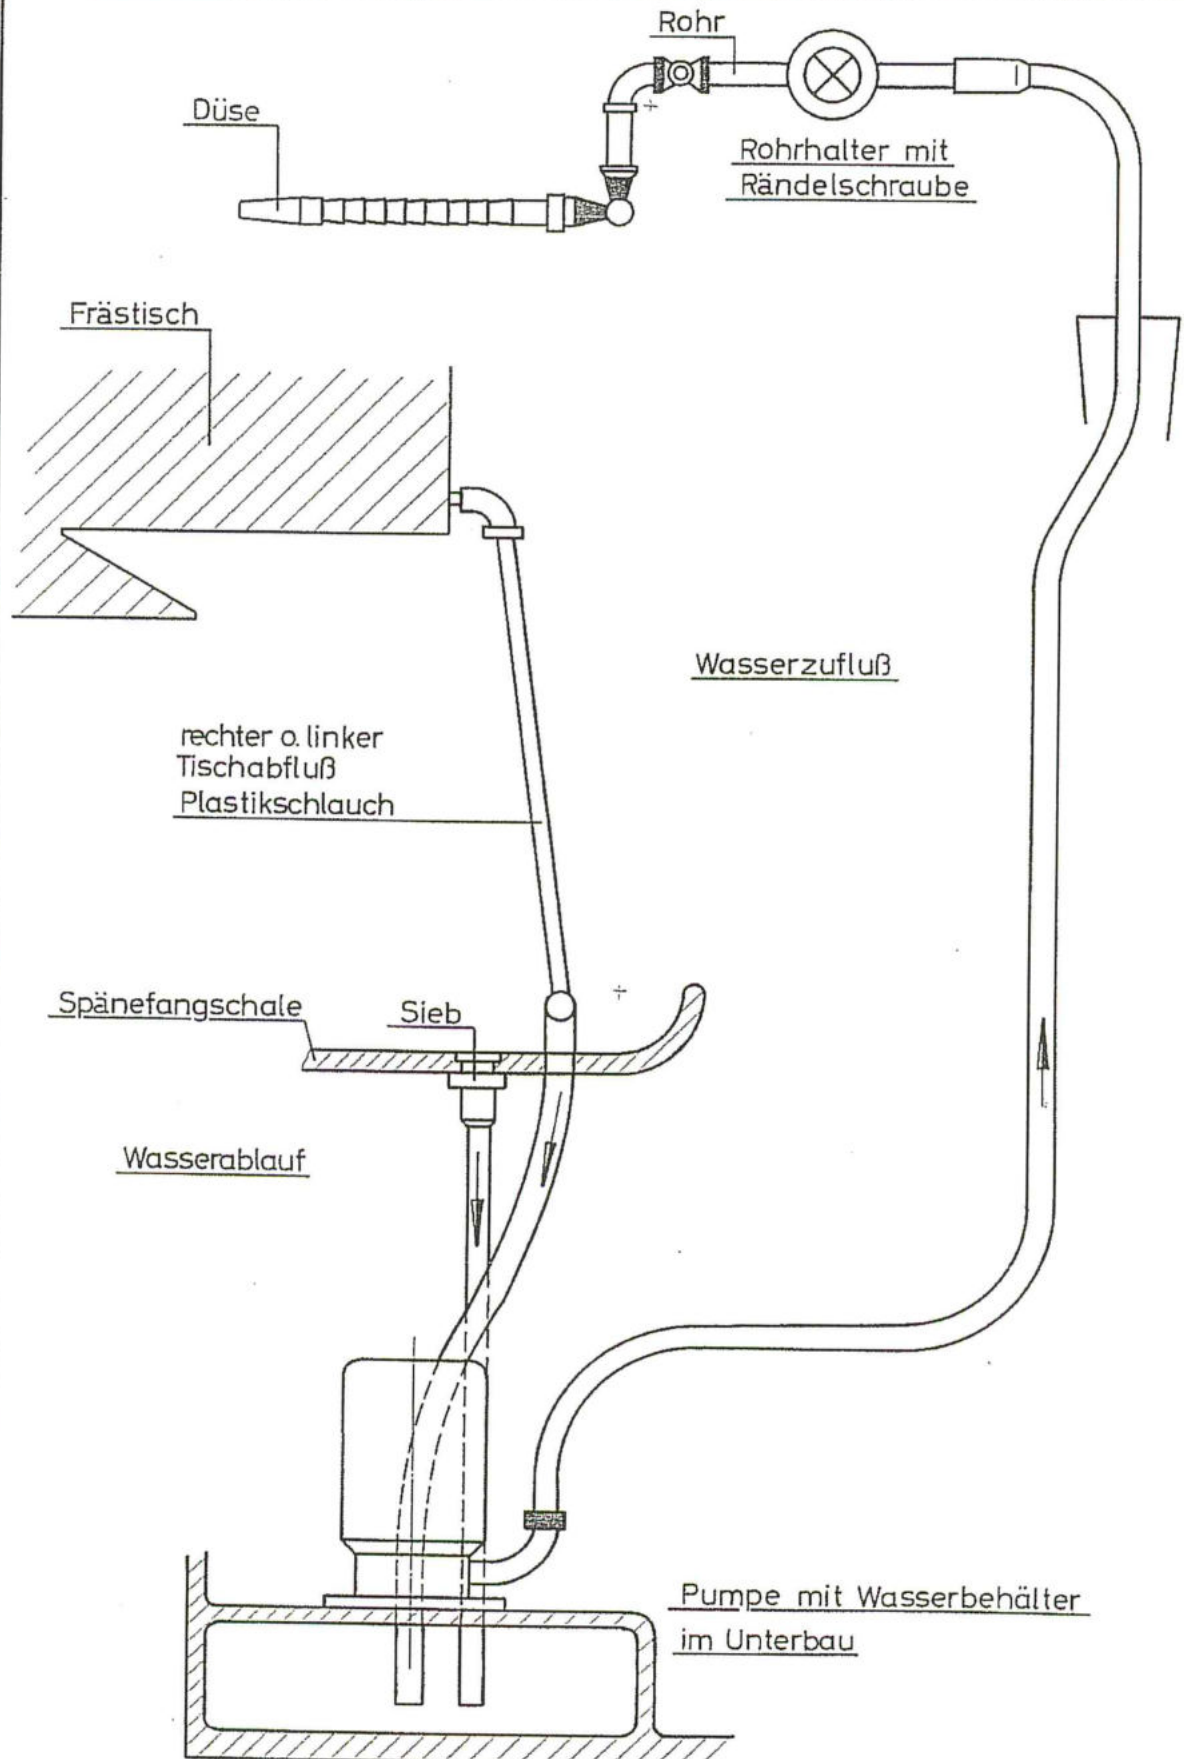 Rohr
Düse
Rohrhalter mit
Rändelschraube
Frästisch
Wasserzufluß
rechter o. linker
Tischabfluß
Plastikschlauch
Spänefangschale
Sieb
Wasserablauf
Pumpe mit Wasserbehälter
im Unterbau